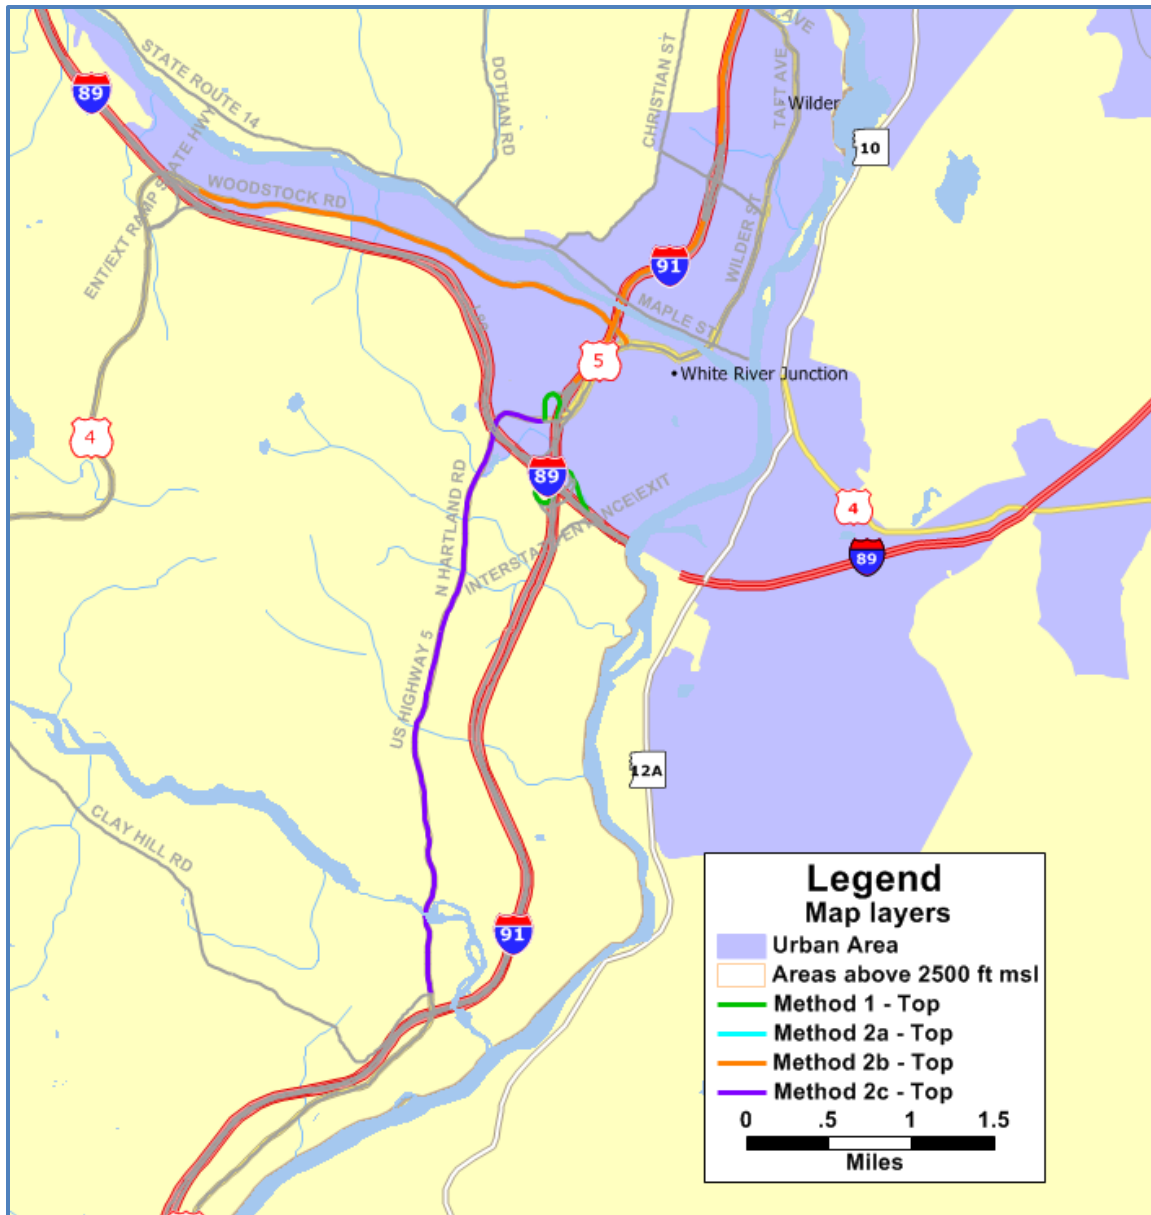 AVE
STATE ROUTE 14
DOTHAN RD
CHRISTIAN ST
TAFT AVE
89
Wilder
10
ENT/EXT RAMP STATE HWY
WOODSTOCK RD
WILDER ST
91
MAPLE ST
I 89
5
White River Junction
4
89
N HARTLAND RD
INTERSTATE ENTRANCE\EXIT
4
89
US HIGHWAY 5
12A
CLAY HILL RD
91
Legend
Map layers
Urban Area
Areas above 2500 ft msl
Method 1 - Top
Method 2a - Top
Method 2b - Top
Method 2c - Top
0 .5 1 1.5
Miles